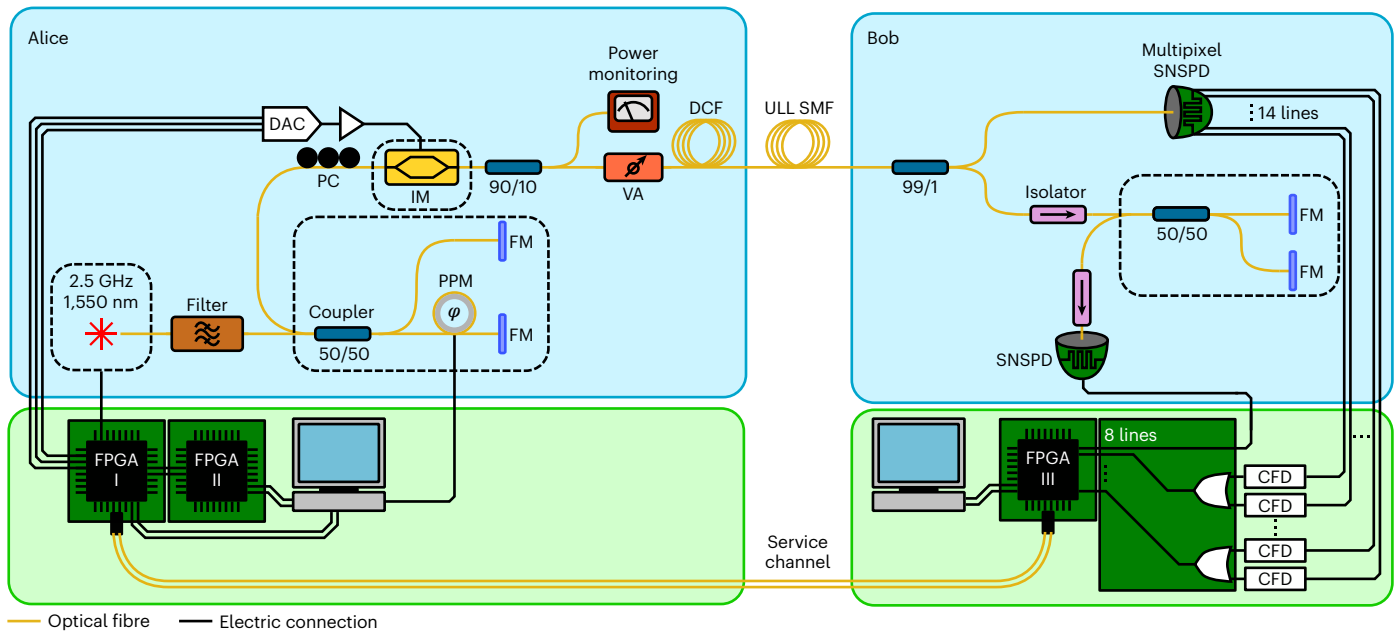 Alice
Bob
Multipixel
SNSPD
Power
monitoring
DCF
ULL SMF
14 lines
DAC
PC
IM
90/10
VA
99/1
Isolator
FM
50/50
FM
FM
2.5 GHz
1,550 nm
Filter
Coupler
50/50
PPM
φ
FM
SNSPD
FPGA
I
FPGA
II
FPGA
III
8 lines
CFD
CFD
CFD
CFD
Service
channel
Optical fibre
Electric connection